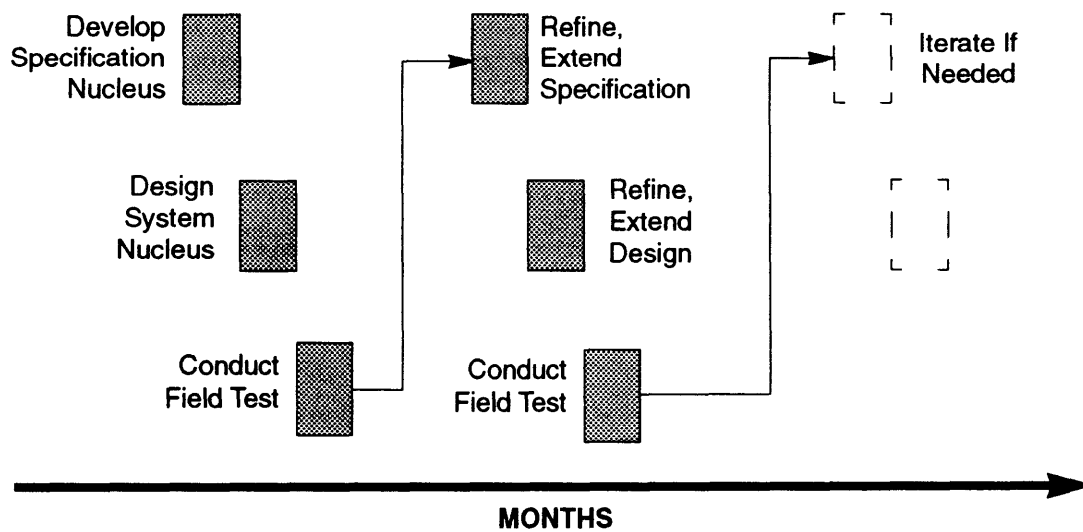 Develop
Specification
Nucleus
Refine,
Extend
Specification
Iterate If
Needed
Design
System
Nucleus
Refine,
Extend
Design
Conduct
Field Test
Conduct
Field Test
MONTHS